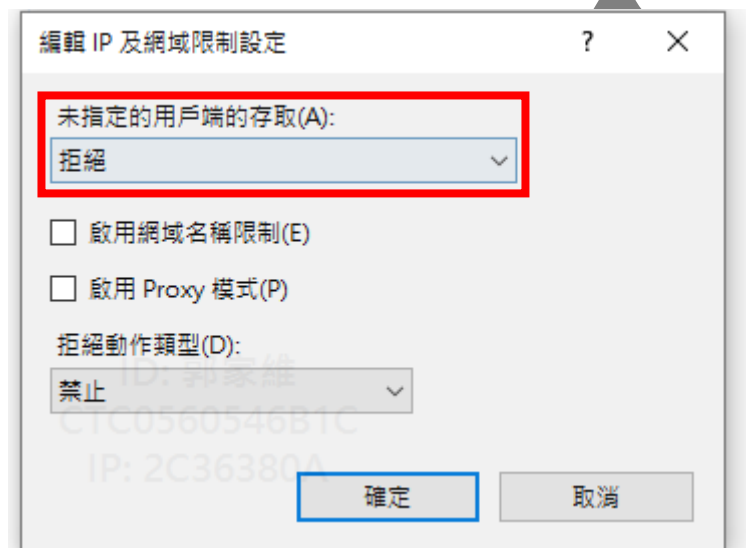 編輯 IP 及網域限制設定 ? ×
未指定的用戶端的存取(A):
拒絕
啟用網域名稱限制(E)
啟用 Proxy 模式(P)
拒絕動作類型(D):
ID: 郭家維
禁止
CTC0560546B1C
IP: 2C36380A
確定 取消